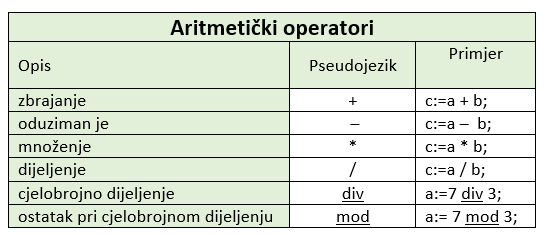 Aritmetički operatori
Opis Pseudojezik Primjer
zbrajanje + c:=a + b;
oduziman je – c:=a – b;
množenje * c:=a * b;
dijeljenje / c:=a / b;
cjelobrojno dijeljenje div a:=7 div 3;
ostatak pri cjelobrojnom dijeljenju mod a:= 7 mod 3;